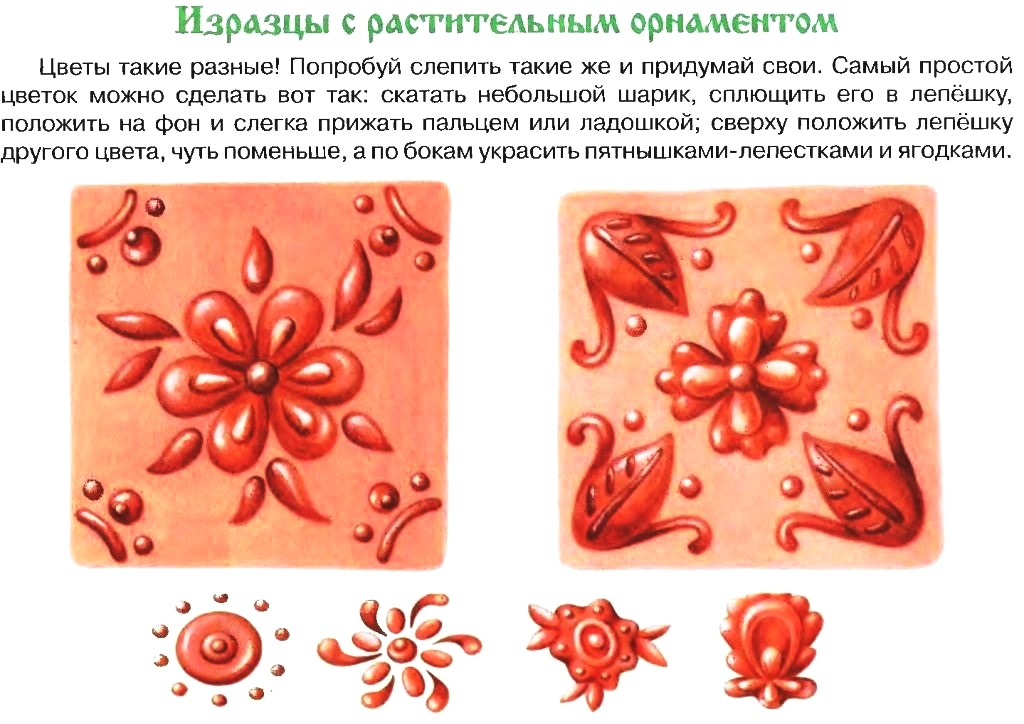 Изразцы с растительным орнаментом
Цветы такие разные! Попробуй слепить такие же и придумай свои. Самый простой
цветок можно сделать вот так: скатать небольшой шарик, сплющить его в лепёшку,
положить на фон и слегка прижать пальцем или ладошкой; сверху положить лепёшку
другого цвета, чуть поменьше, а по бокам украсить пятнышками-лепестками и ягодками.